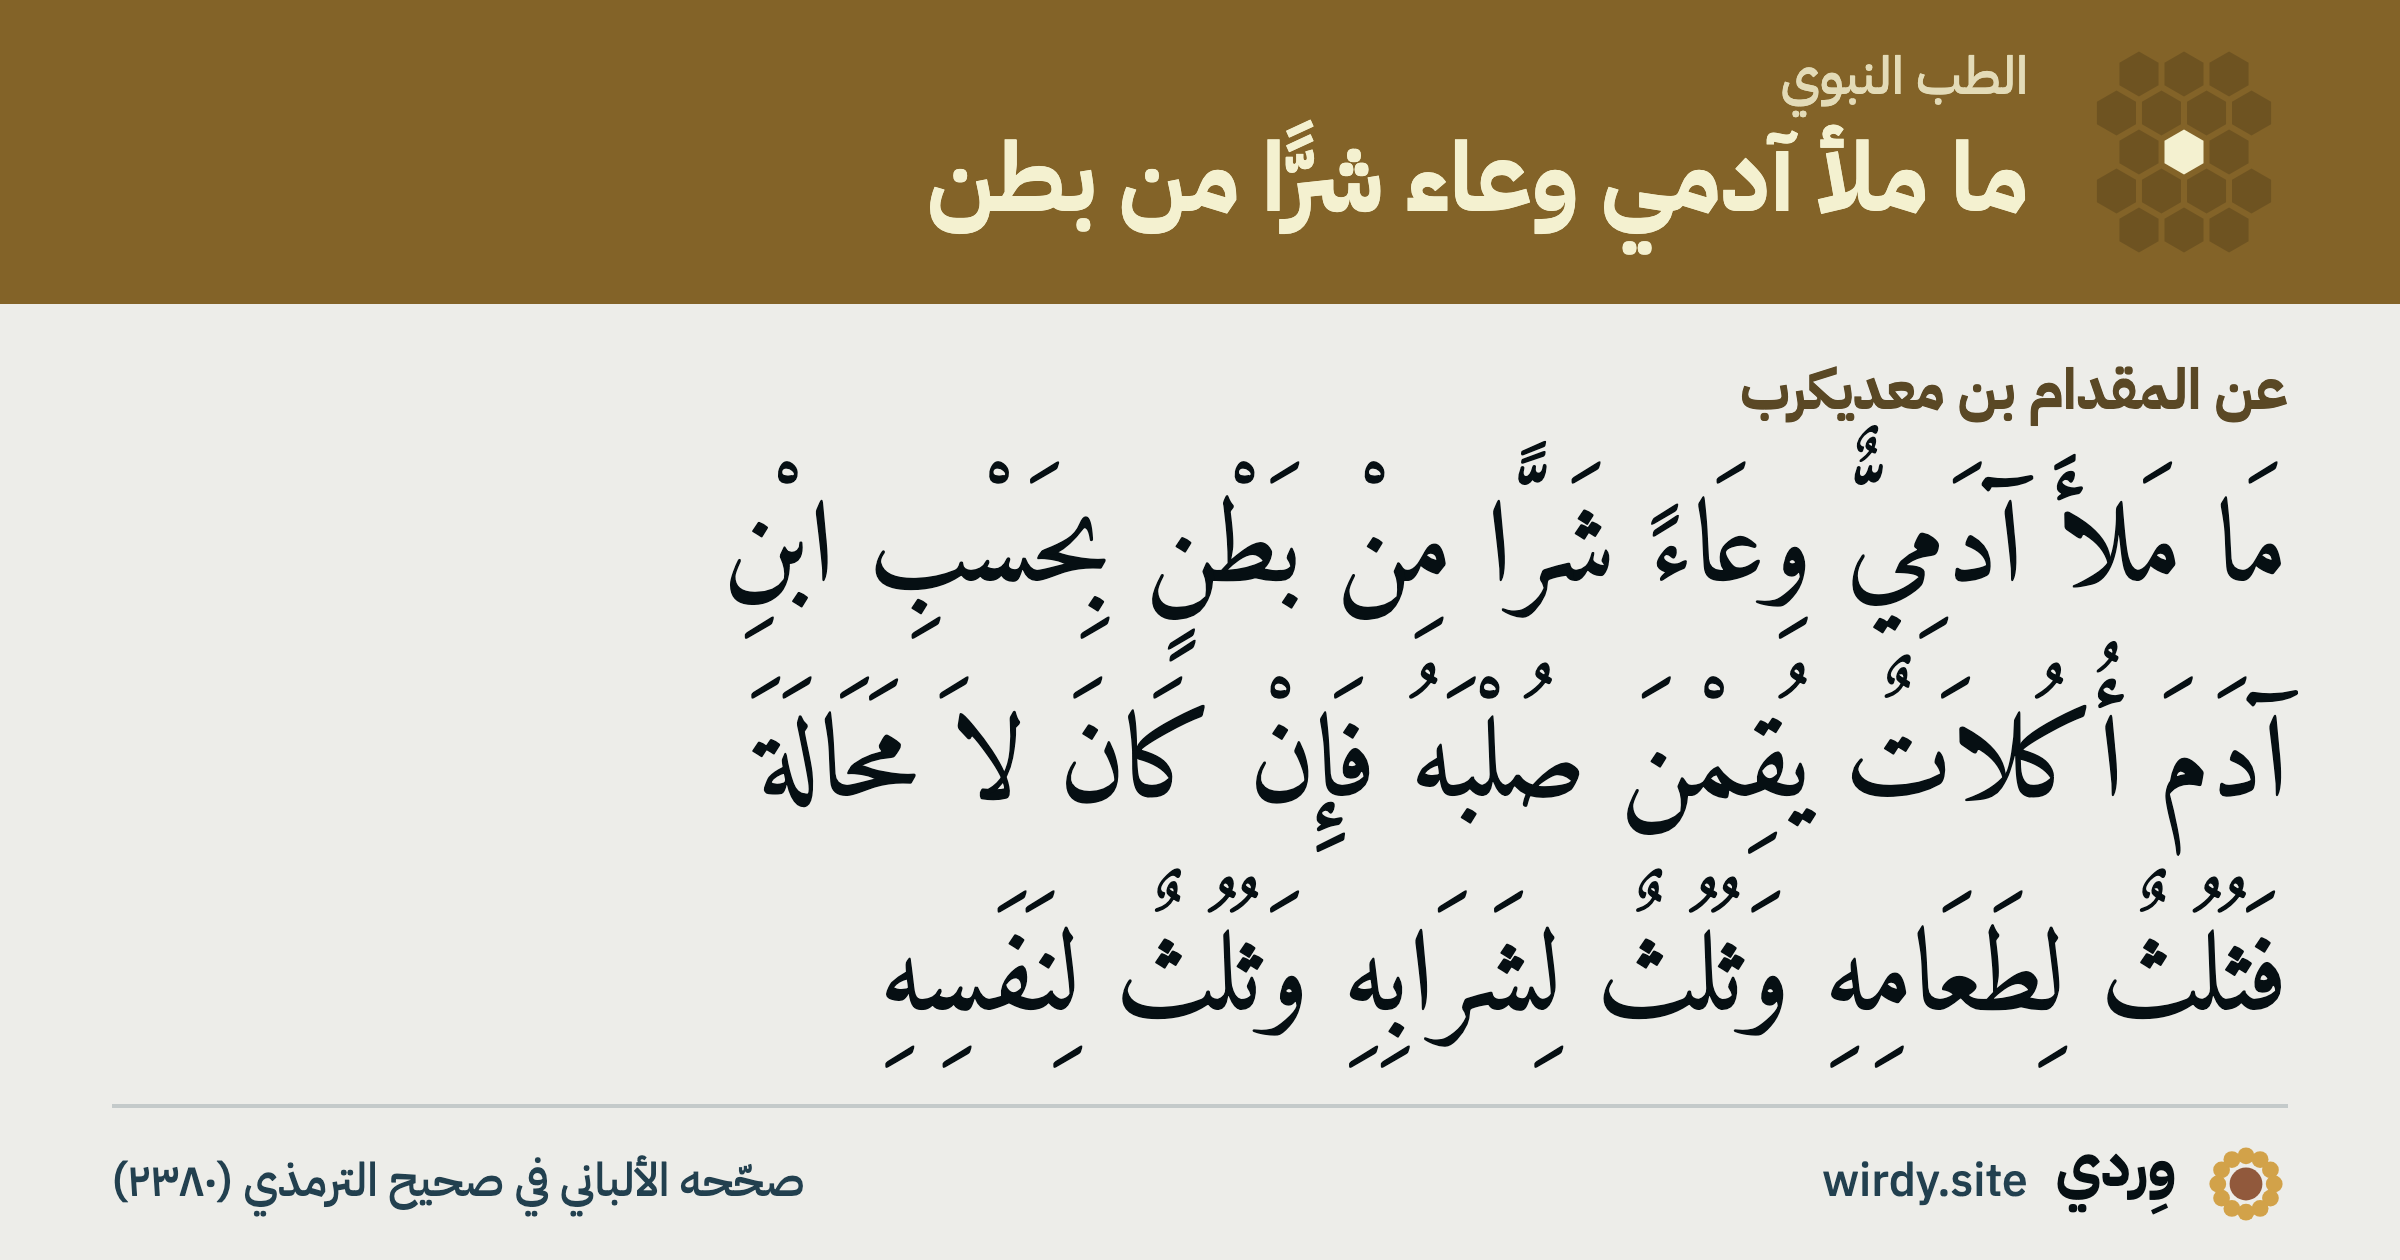 الطب النبوي
ما ملأ آدمي وعاء شرًّا من بطن
عن المقدام بن معديكرب
مَا مَلأَ آدَمِيٌّ وِعَاءً شَرًّا مِنْ بَطْنٍ بِحَسْبِ ابْنِ
آدَمَ أُكُلاَتٌ يُقِمْنَ صُلْبَهُ فَإِنْ كَانَ لاَ مَحَالَةَ
فَثُلُثٌ لِطَعَامِهِ وَثُلُثٌ لِشَرَابِهِ وَثُلُثٌ لِنَفَسِهِ
وِردي wirdy.site
صحّحه الألباني في صحيح الترمذي (٢٣٨٠)